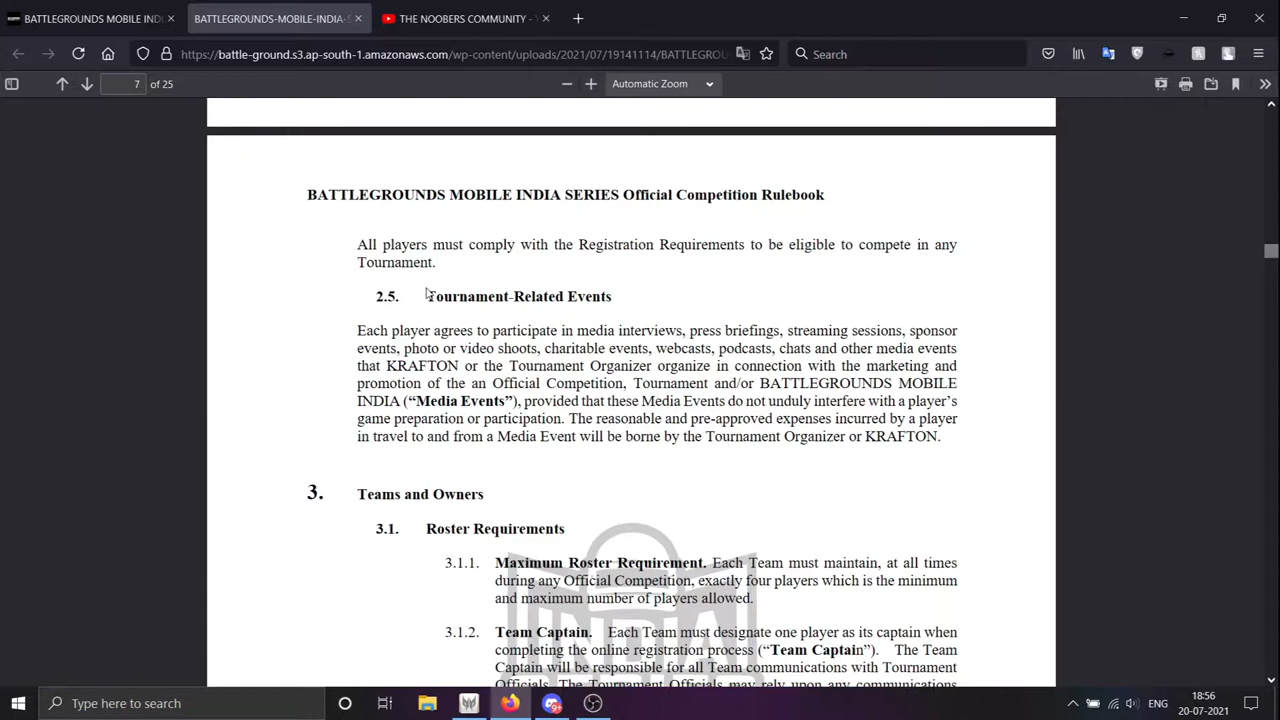 BATTLEGROUNDS MOBILE INDI
BATTLEGROUNDS-MOBILE-INDIA-S
THE NOOBERS COMMUNITY -
https://battle-ground.s3.ap-south-1.amazonaws.com/wp-content/uploads/2021/07/19141114/BATTLEGROU
Search
7
of 25
Automatic Zoom
BATTLEGROUNDS MOBILE INDIA SERIES Official Competition Rulebook
All players must comply with the Registration Requirements to be eligible to compete in any
Tournament.
2.5. Tournament-Related Events
Each player agrees to participate in media interviews, press briefings, streaming sessions, sponsor
events, photo or video shoots, charitable events, webcasts, podcasts, chats and other media events
that KRAFTON or the Tournament Organizer organize in connection with the marketing and
promotion of the an Official Competition, Tournament and/or BATTLEGROUNDS MOBILE
INDIA (“Media Events”), provided that these Media Events do not unduly interfere with a player’s
game preparation or participation. The reasonable and pre-approved expenses incurred by a player
in travel to and from a Media Event will be borne by the Tournament Organizer or KRAFTON.
3. Teams and Owners
3.1. Roster Requirements
3.1.1. Maximum Roster Requirement. Each Team must maintain, at all times
during any Official Competition, exactly four players which is the minimum
and maximum number of players allowed.
3.1.2. Team Captain. Each Team must designate one player as its captain when
completing the online registration process (“Team Captain”). The Team
Captain will be responsible for all Team communications with Tournament
Officials. The Tournament Officials may rely upon any communications
INDIA
Type here to search
ENG
18:56
20-07-2021